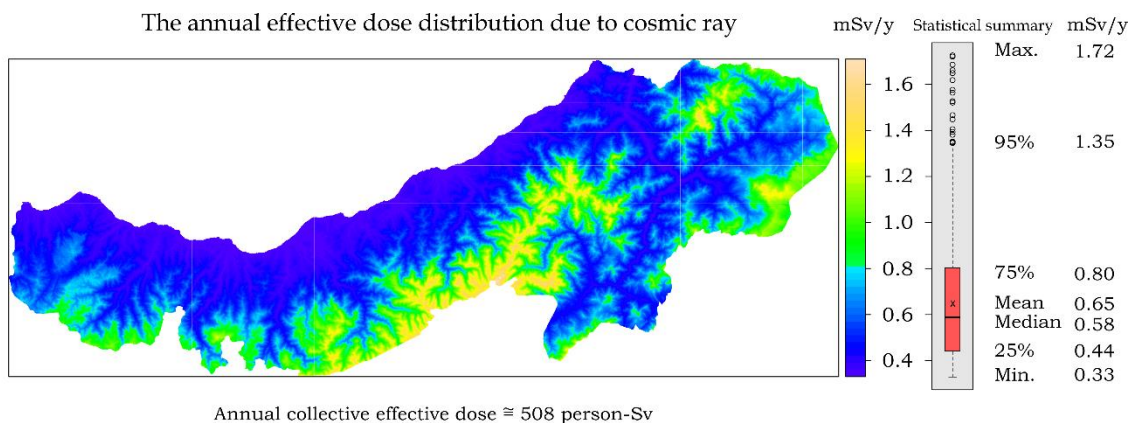 The annual effective dose distribution due to cosmic ray
mSv/y
Statistical summary
mSv/y
1.6
1.4
1.2
1.0
0.8
0.6
0.4
Max. 1.72
95% 1.35
75% 0.80
Mean 0.65
Median 0.58
25% 0.44
Min. 0.33
Annual collective effective dose ≅ 508 person-Sv